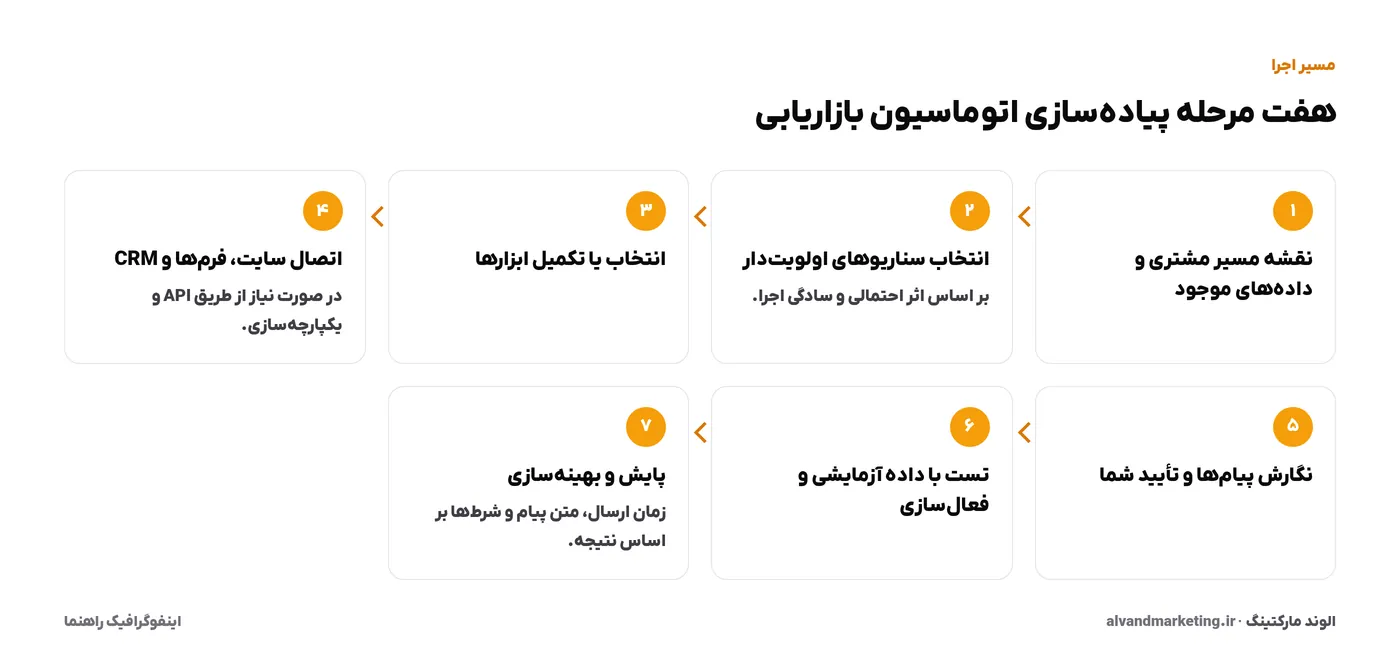 مسیر اجرا
هفت مرحله پیاده‌سازی اتوماسیون بازاریابی
۱
نقشه مسیر مشتری و
داده‌های موجود
۲
انتخاب سناریوهای اولویت‌دار
بر اساس اثر احتمالی و سادگی اجرا.
۳
انتخاب یا تکمیل ابزارها
۴
اتصال سایت، فرم‌ها و CRM
در صورت نیاز از طریق API و
یکپارچه‌سازی.
۵
نگارش پیام‌ها و تأیید شما
۶
تست با داده آزمایشی و
فعال‌سازی
۷
پایش و بهینه‌سازی
زمان ارسال، متن پیام و شرط‌ها بر
اساس نتیجه.
الوند مارکتینگ · alvandmarketing.ir
اینفوگرافیک راهنما